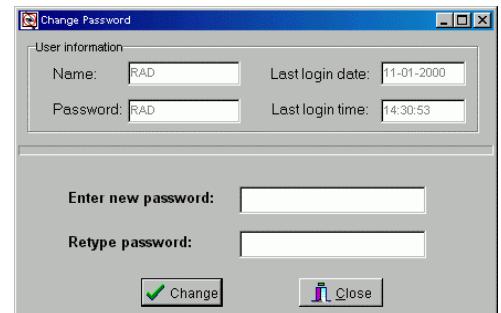 Change Password
User information
Name: RAD Last login date: 11-01-2000
Password: RAD Last login time: 14:30:53
Enter new password:
Retype password:
Change Close